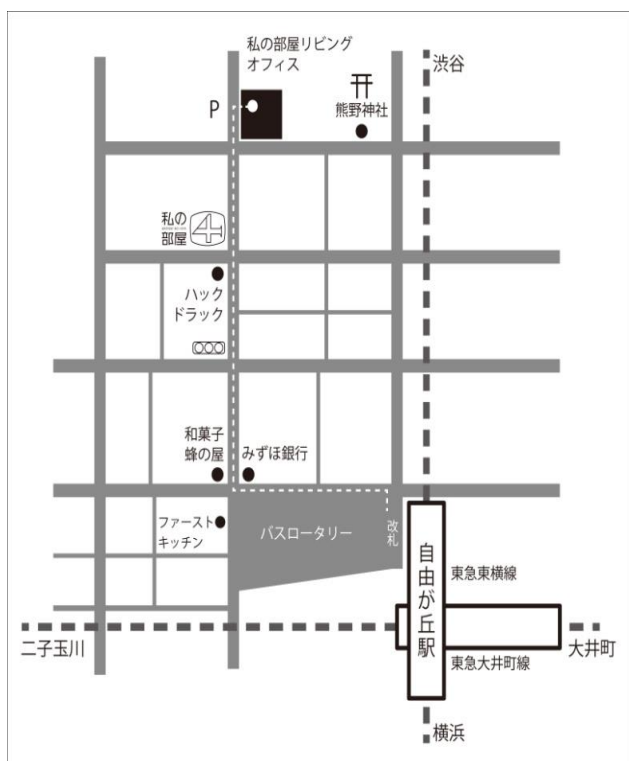 私の部屋リビング
オフィス
渋谷
P
熊野神社
私の
部屋
ハック
ドラック
和菓子
蜂の屋
みずほ銀行
ファースト
キッチン
バスロータリー
改札
自由が丘駅
東急東横線
二子玉川
東急大井町線
大井町
横浜